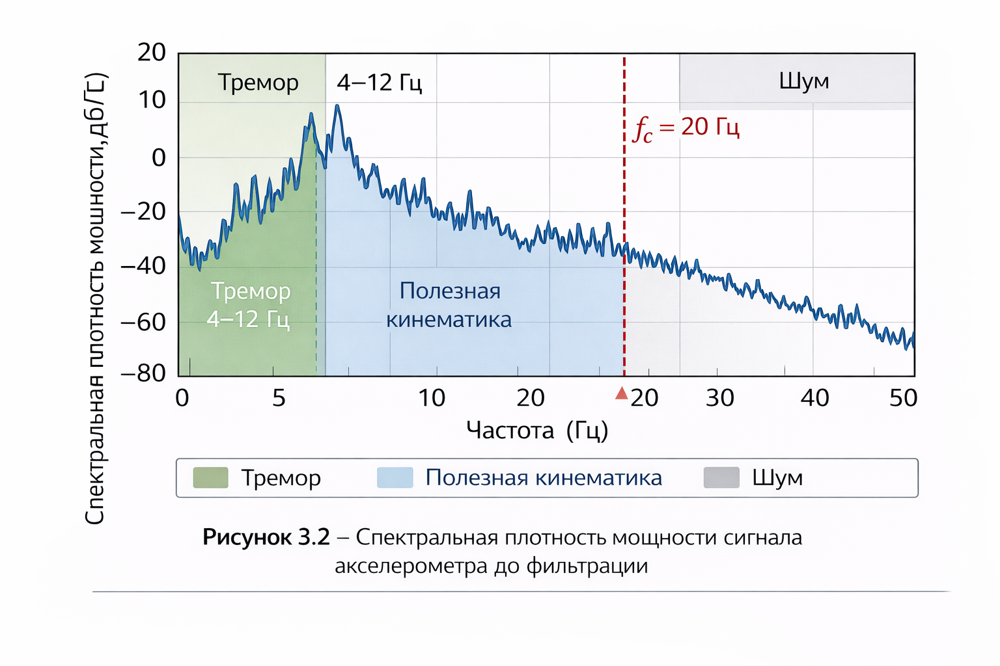 Спектральная плотность мошности, дб/Гц)
20
10
0
−20
−40
−60
−80
Тремор
4−12 Гц
Шум
fc = 20 Гц
Тремор
4−12 Гц
Полезная
кинематика
0 5 10 20 20 30 40 50
Частота (Гц)
Тремор Полезная кинематика Шум
Рисунок 3.2 – Спектральная плотность мощности сигнала
акселерометра до фильтрации